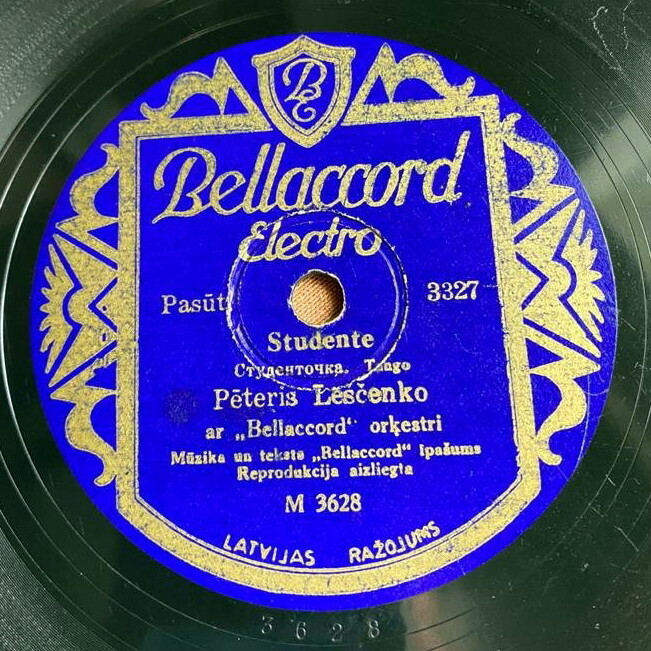 BE
Bellaccord
Electro
Pasūt. 3327
Studente
Студенточка. Tango
Pēteris Lesčenko
ar „Bellaccord“ orķestri
Mūzika un teksts „Bellaccord“ īpašums
Reprodukcija aizliegta
M 3628
LATVIJAS RAŽOJUMS
3628